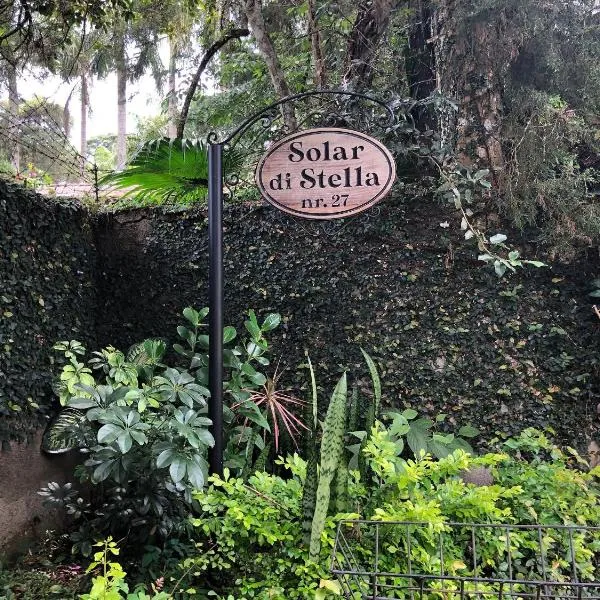 Solar
di Stella
nr. 27